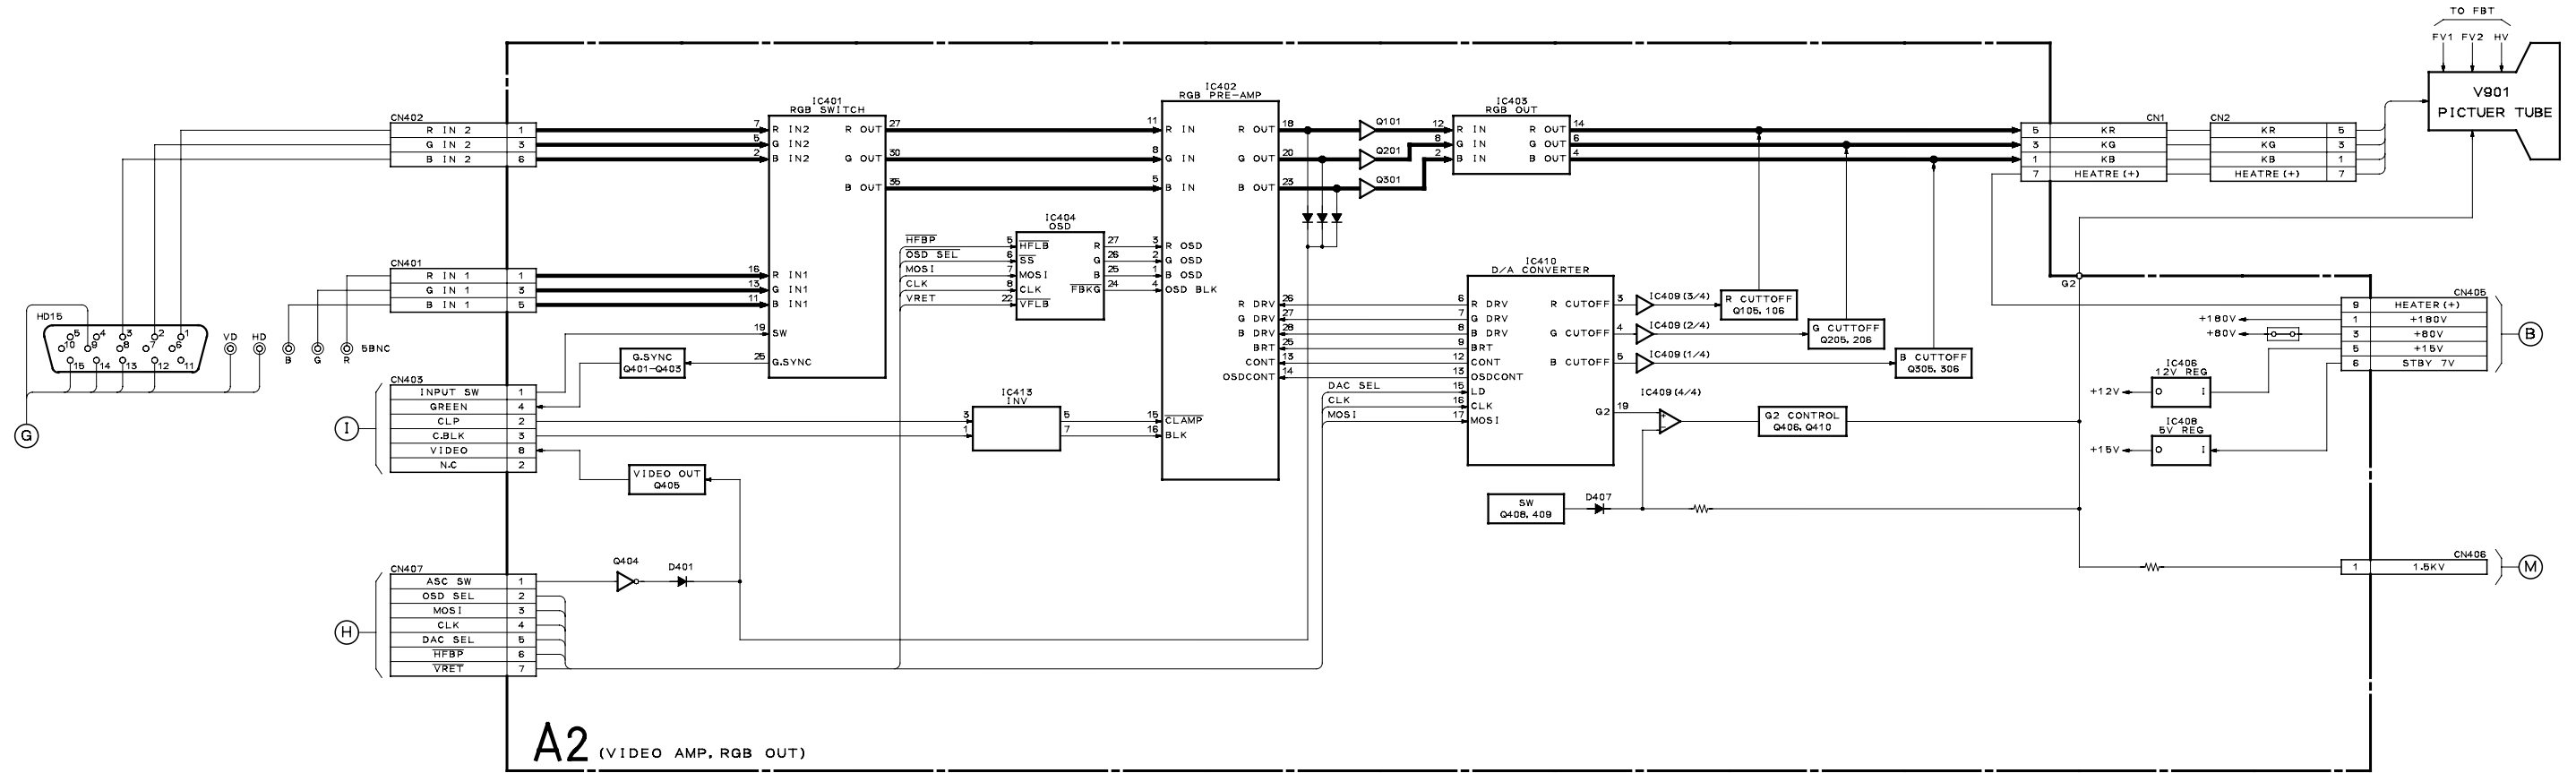 TO FBT
FV1 FV2 HV
V901
PICTUER TUBE
CN402
R IN 2 1
G IN 2 3
B IN 2 6
IC401
RGB SWITCH
7 R IN2 R OUT 27
5 G IN2
2 B IN2 G OUT 30
B OUT 35
16 R IN1
13 G IN1
11 B IN1
19 SW
25 G.SYNC
IC402
RGB PRE-AMP
11 R IN R OUT 18
8 G IN G OUT 20
5 B IN B OUT 23
3 R OSD
2 G OSD
1 B OSD
4 OSD BLK
R DRV 26
G DRV 27
B DRV 28
BRT 25
CONT 13
OSDCONT 14
15 CLAMP
16 BLK
Q101
Q201
Q301
IC403
RGB OUT
12 R IN R OUT 14
8 G IN G OUT 6
2 B IN B OUT 4
CN1
5 KR
3 KG
1 KB
7 HEATRE(+)
CN2
KR 5
KG 3
KB 1
HEATRE(+) 7
IC404
OSD
HFBP 5 HFLB R 27
OSD SEL 6 SS G 26
MOSI 7 MOSI B 25
CLK 8 CLK FBKG 24
VRET 22 VFLB
CN401
R IN 1 1
G IN 1 3
B IN 1 5
HD15
5 4 3 2 1
10 9 8 7 6
15 14 13 12 11
VD HD
B G R 5BNC
G
G.SYNC
Q401-Q403
CN403
INPUT SW 1
GREEN 4
CLP 2
C.BLK 3
VIDEO 8
N.C 2
I
IC413
INV
3 5
1 7
VIDEO OUT
Q405
IC410
D/A CONVERTER
6 R DRV R CUTOFF 3
7 G DRV G CUTOFF 4
8 B DRV B CUTOFF 5
9 BRT
12 CONT
13 OSDCONT
DAC SEL 15 LD
CLK 16 CLK
MOSI 17 MOSI
G2 19
IC409(3/4)
IC409(2/4)
IC409(1/4)
IC409(4/4)
+
-
R CUTTOFF
Q105, 106
G CUTTOFF
Q205, 206
B CUTTOFF
Q305, 306
G2 CONTROL
Q406, Q410
SW
Q408, 409
D407
G2
CN405
9 HEATER(+)
+180V 1 +180V
+80V 3 +80V
5 +15V
6 STBY 7V
B
IC406
12V REG
+12V O I
IC408
5V REG
+15V O I
CN406
1 1.5KV
M
Q404
D401
CN407
ASC SW 1
OSD SEL 2
MOSI 3
CLK 4
DAC SEL 5
HFBP 6
VRET 7
H
A2 (VIDEO AMP, RGB OUT)